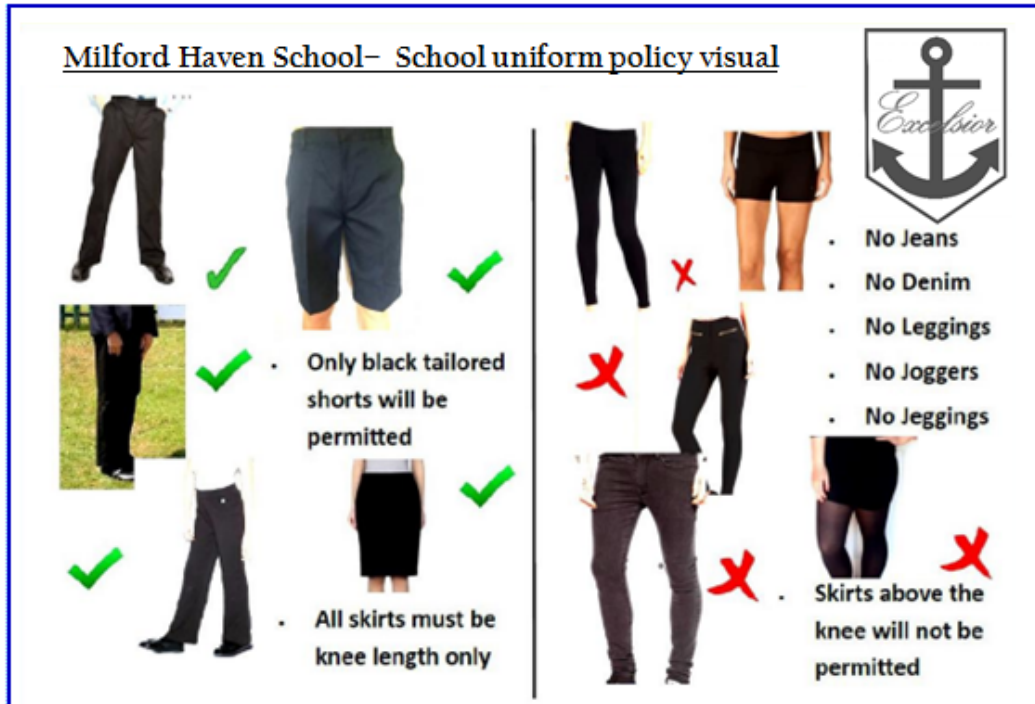 Milford Haven School– School uniform policy visual
Excelsior
• Only black tailored
shorts will be
permitted
• All skirts must be
knee length only
• No Jeans
• No Denim
• No Leggings
• No Joggers
• No Jeggings
• Skirts above the
knee will not be
permitted